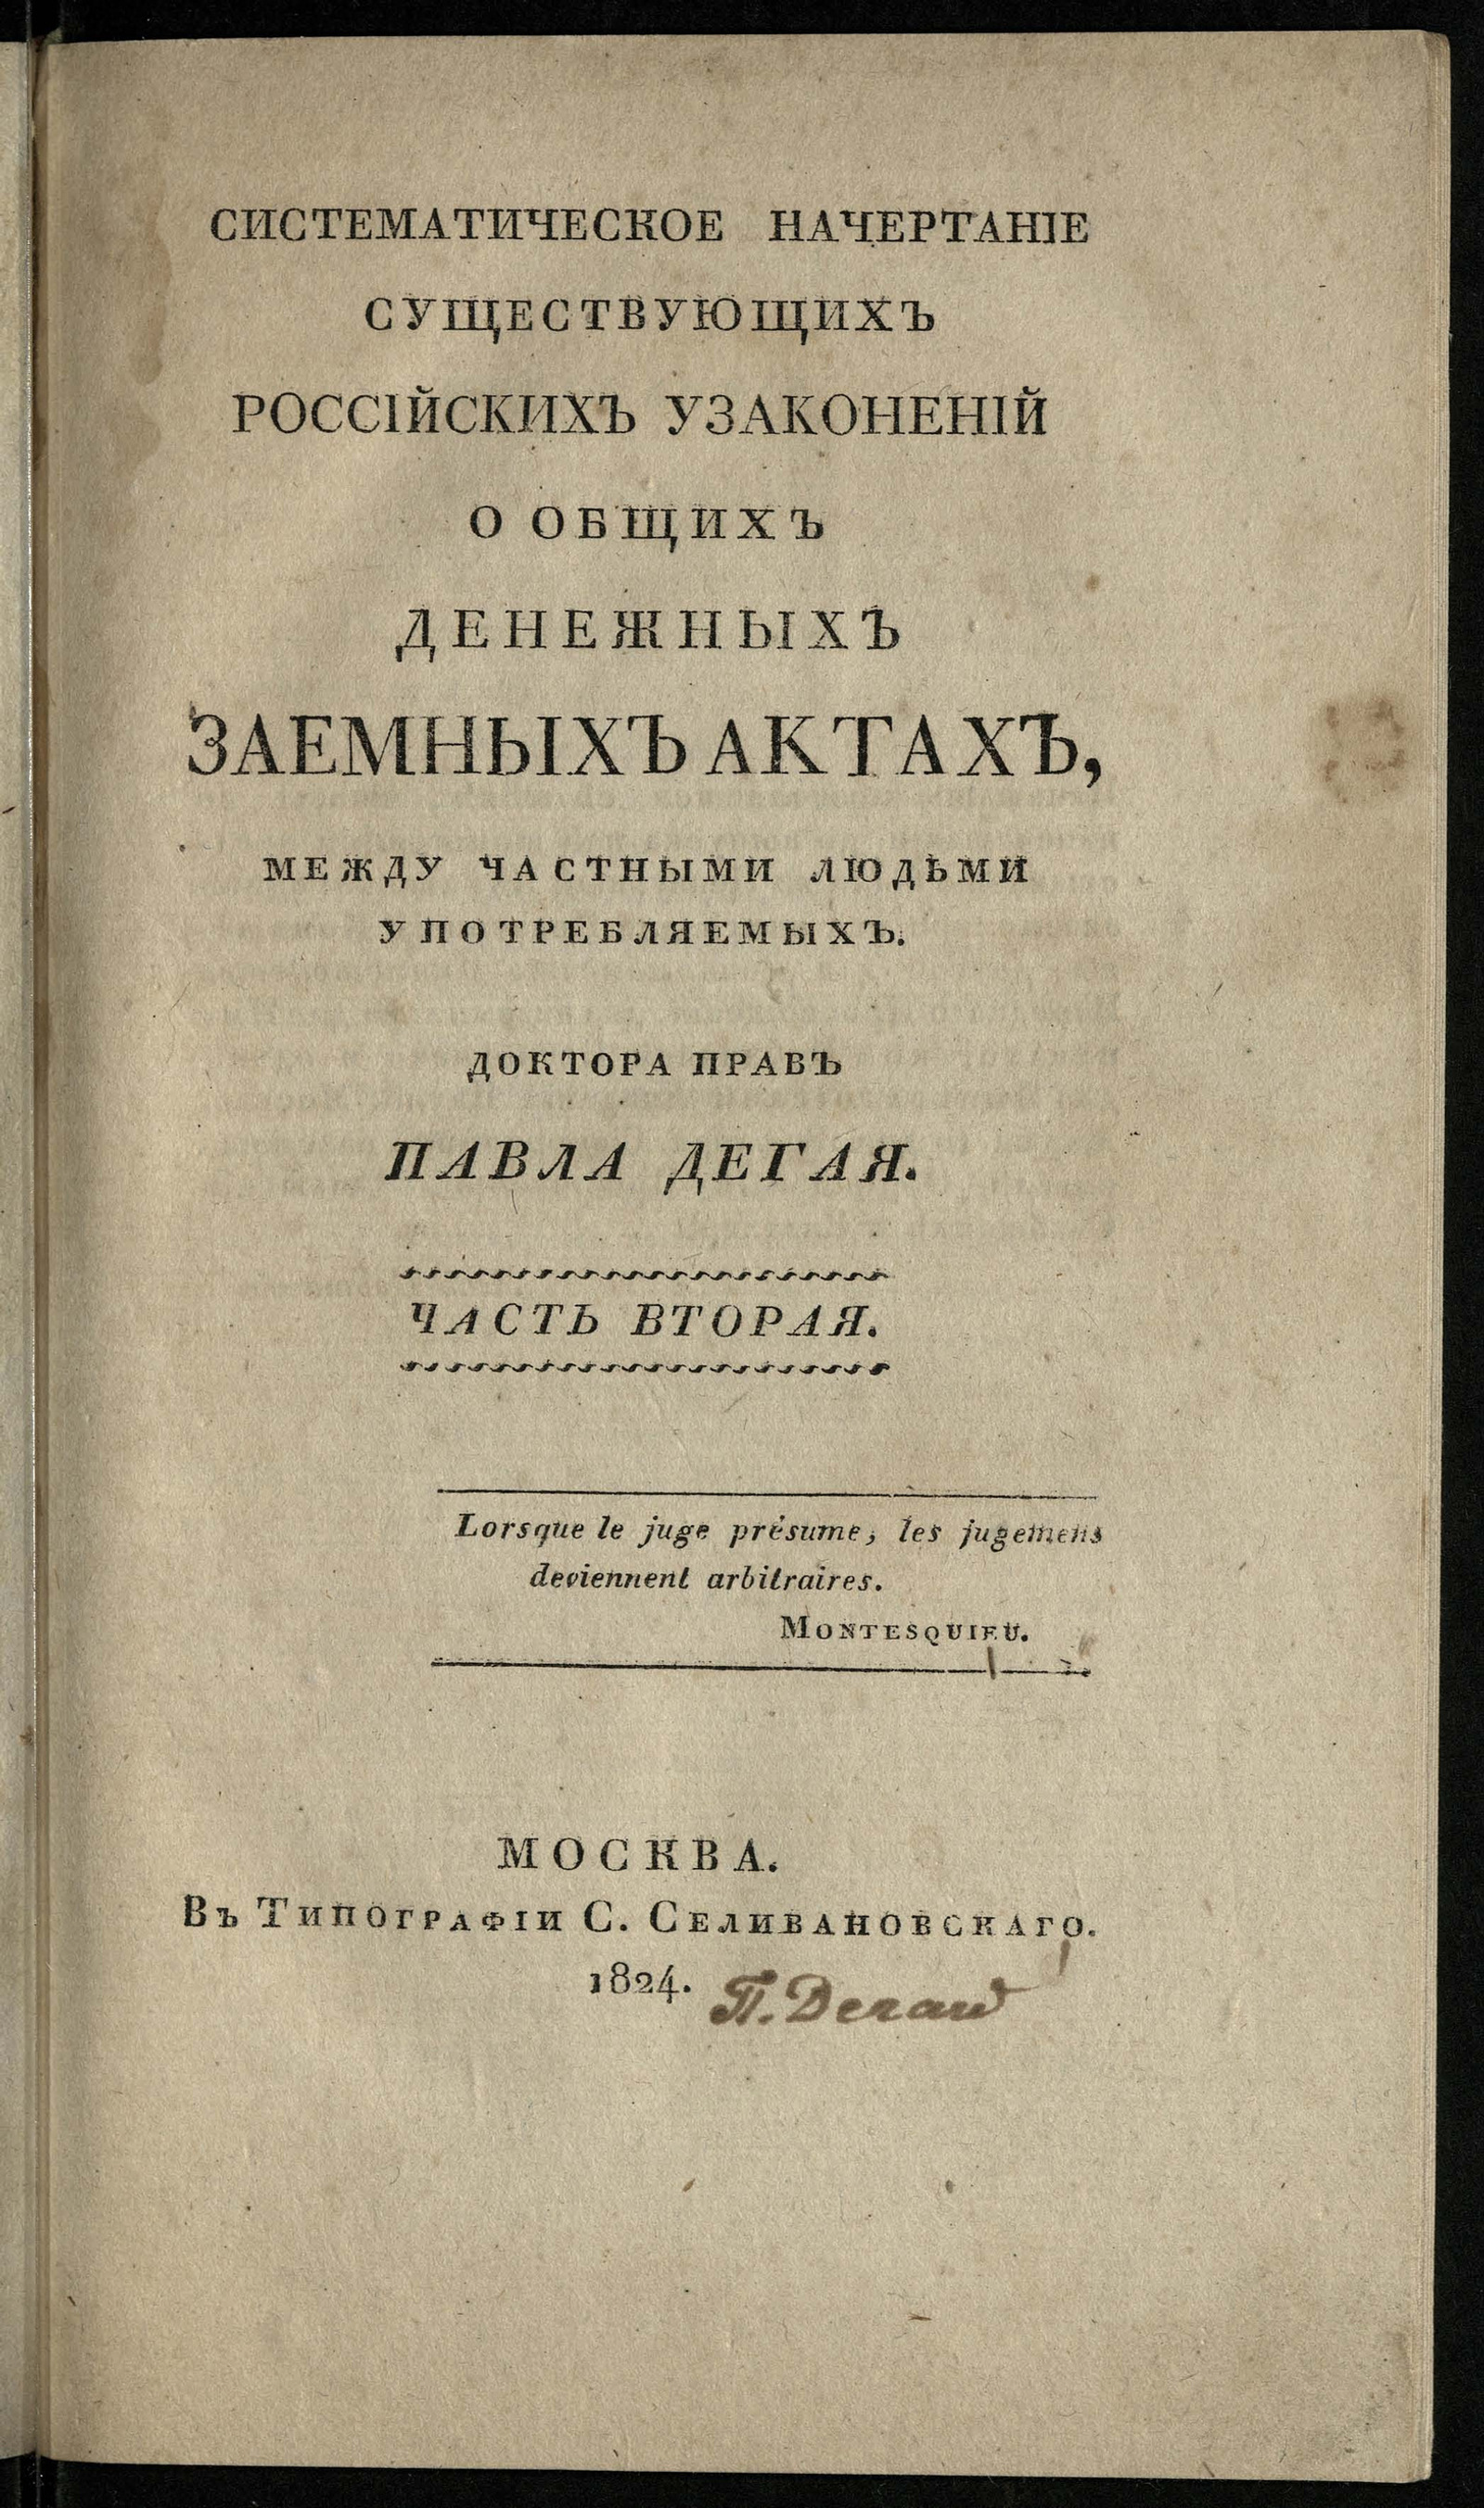 СИСТЕМАТИЧЕСКОЕ НАЧЕРТАНІЕ
СУЩЕСТВУЮЩИХЪ
РОССІЙСКИХЪ УЗАКОНЕНІЙ
О ОБЩИХЪ
ДЕНЕЖНЫХЪ
ЗАЕМНЫХЪ АКТАХЪ,
МЕЖДУ ЧАСТНЫМИ ЛЮДЬМИ
УПОТРЕБЛЯЕМЫХЪ.
ДОКТОРА ПРАВЪ
ПАВЛА ДЕГАЯ.
ЧАСТЬ ВТОРАЯ.
Lorsque le juge présume, les jugemens
deviennent arbitraires.
MONTESQUIEU.
МОСКВА.
Въ Типографіи С. Селивановскаго.
1824. П. Дегай